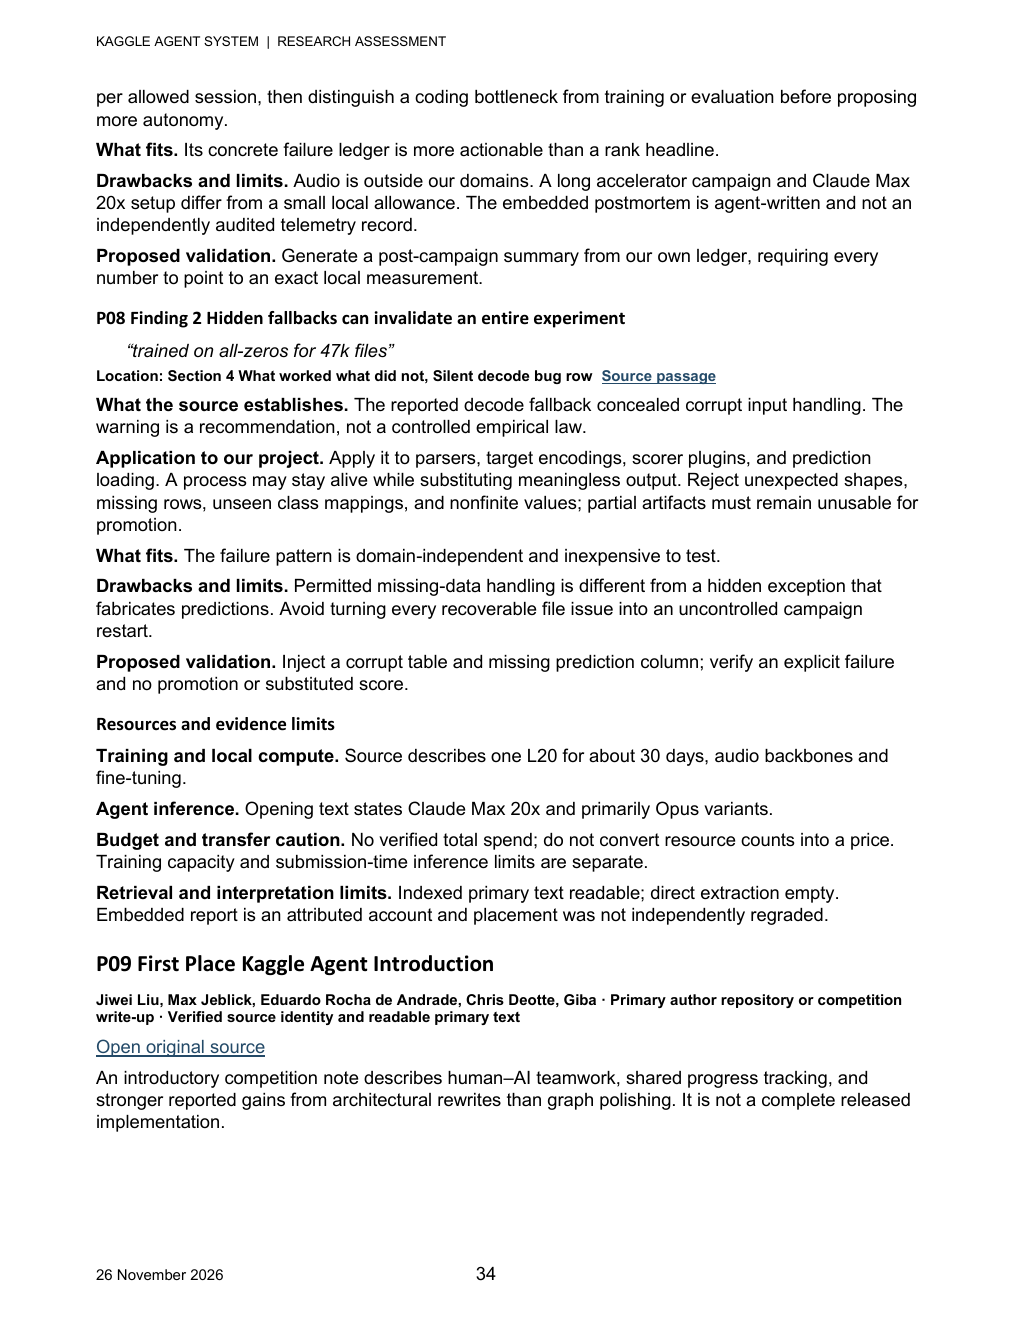 KAGGLE AGENT SYSTEM | RESEARCH ASSESSMENT
per allowed session, then distinguish a coding bottleneck from training or evaluation before proposing
more autonomy.
What fits. Its concrete failure ledger is more actionable than a rank headline.
Drawbacks and limits. Audio is outside our domains. A long accelerator campaign and Claude Max
20x setup differ from a small local allowance. The embedded postmortem is agent-written and not an
independently audited telemetry record.
Proposed validation. Generate a post-campaign summary from our own ledger, requiring every
number to point to an exact local measurement.
P08 Finding 2 Hidden fallbacks can invalidate an entire experiment
“trained on all-zeros for 47k files”
Location: Section 4 What worked what did not, Silent decode bug row Source passage
What the source establishes. The reported decode fallback concealed corrupt input handling. The
warning is a recommendation, not a controlled empirical law.
Application to our project. Apply it to parsers, target encodings, scorer plugins, and prediction
loading. A process may stay alive while substituting meaningless output. Reject unexpected shapes,
missing rows, unseen class mappings, and nonfinite values; partial artifacts must remain unusable for
promotion.
What fits. The failure pattern is domain-independent and inexpensive to test.
Drawbacks and limits. Permitted missing-data handling is different from a hidden exception that
fabricates predictions. Avoid turning every recoverable file issue into an uncontrolled campaign
restart.
Proposed validation. Inject a corrupt table and missing prediction column; verify an explicit failure
and no promotion or substituted score.
Resources and evidence limits
Training and local compute. Source describes one L20 for about 30 days, audio backbones and
fine-tuning.
Agent inference. Opening text states Claude Max 20x and primarily Opus variants.
Budget and transfer caution. No verified total spend; do not convert resource counts into a price.
Training capacity and submission-time inference limits are separate.
Retrieval and interpretation limits. Indexed primary text readable; direct extraction empty.
Embedded report is an attributed account and placement was not independently regraded.
P09 First Place Kaggle Agent Introduction
Jiwei Liu, Max Jeblick, Eduardo Rocha de Andrade, Chris Deotte, Giba · Primary author repository or competition
write-up · Verified source identity and readable primary text
Open original source
An introductory competition note describes human–AI teamwork, shared progress tracking, and
stronger reported gains from architectural rewrites than graph polishing. It is not a complete released
implementation.
26 November 2026
34